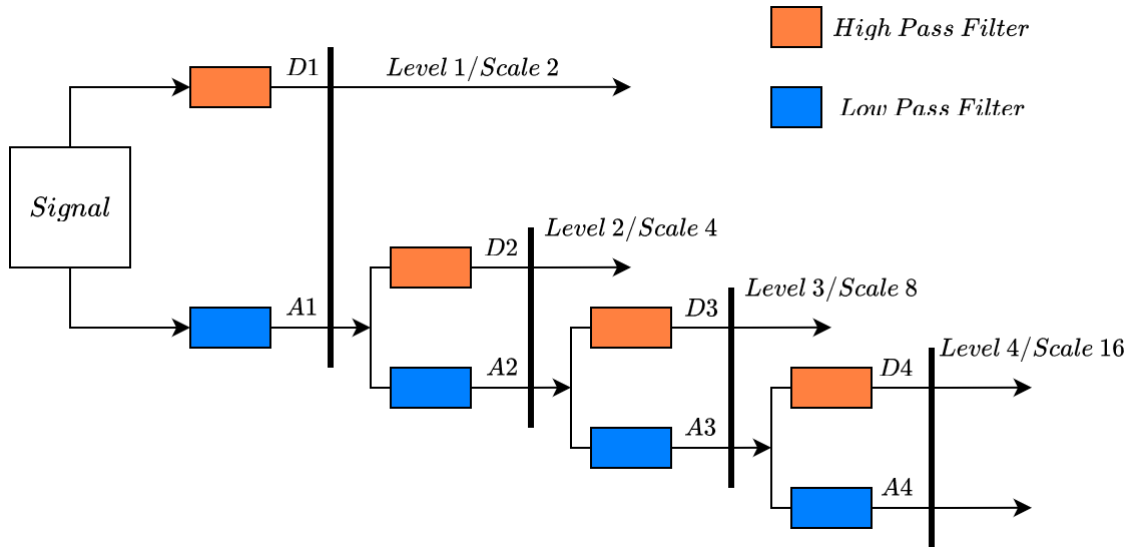 High Pass Filter
D1
Level 1/Scale 2
Low Pass Filter
Signal
Level 2/Scale 4
D2
Level 3/Scale 8
A1
D3
Level 4/Scale 16
A2
D4
A3
A4